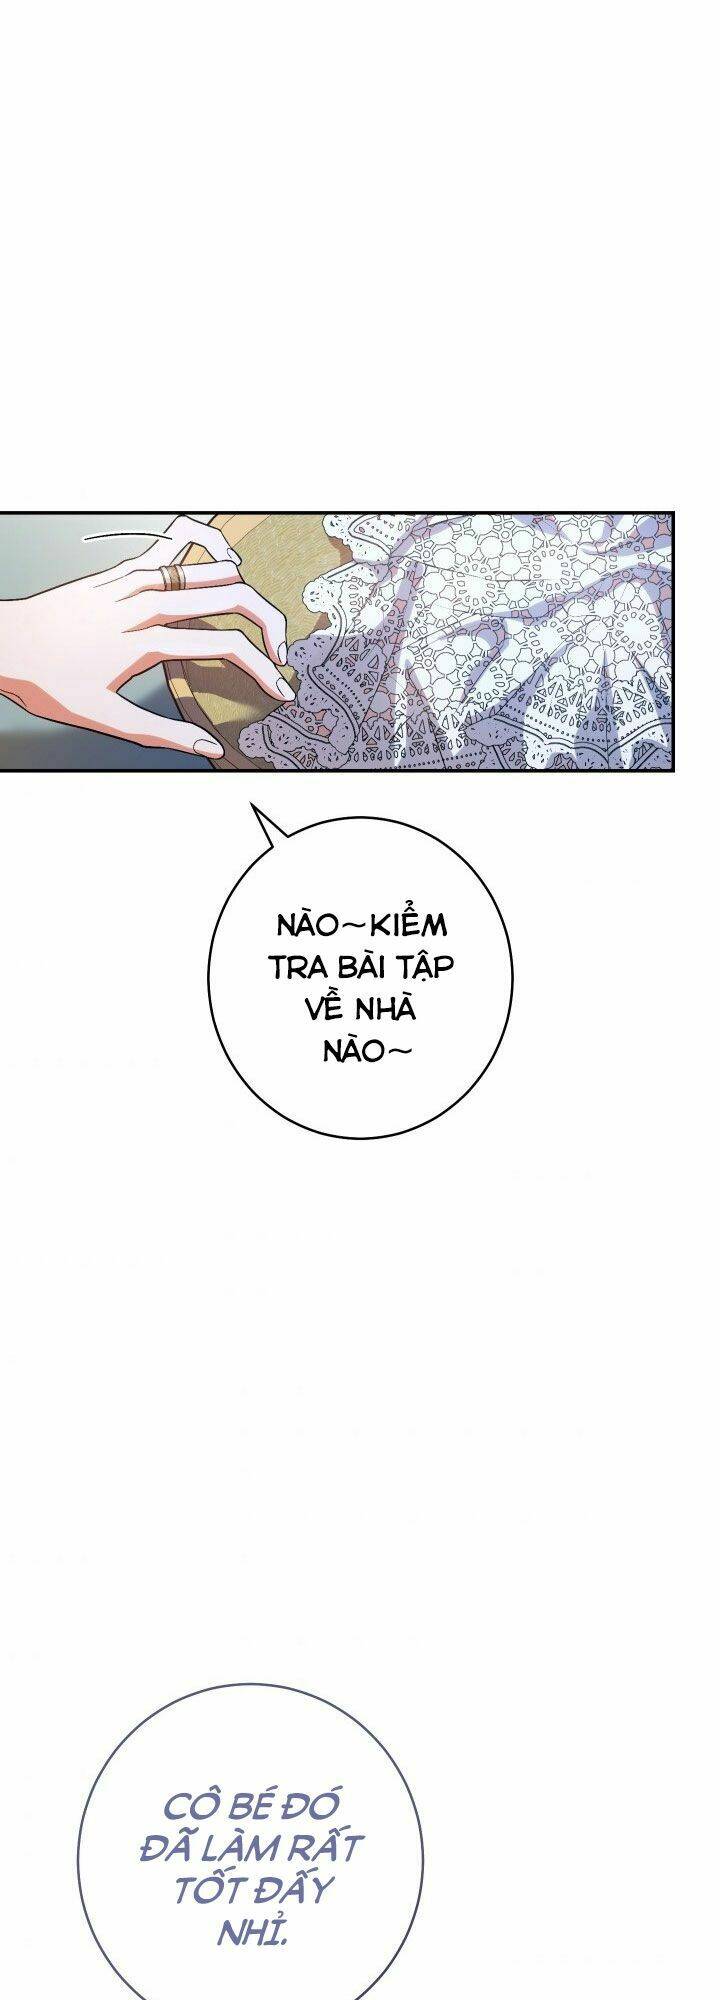 NÀO~KIỂM
TRA BÀI TẬP
VỀ NHÀ
NÀO~
CÔ BÉ ĐÓ
ĐÃ LÀM RẤT
TỐT ĐẤY
NHỈ.